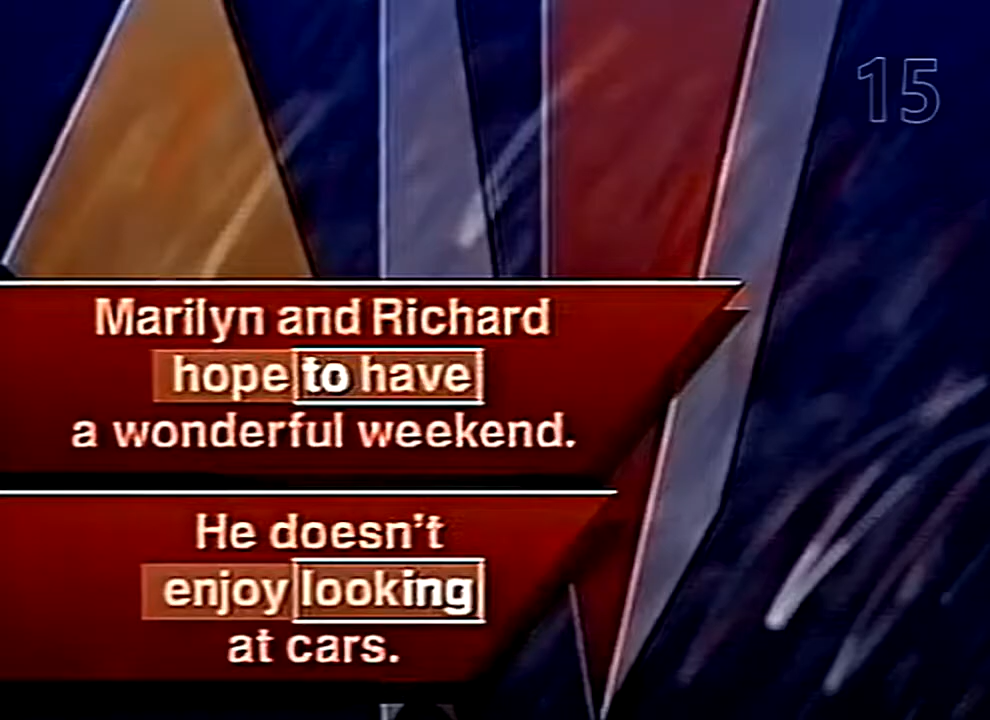 15
Marilyn and Richard
hope to have
a wonderful weekend.
He doesn't
enjoy looking
at cars.